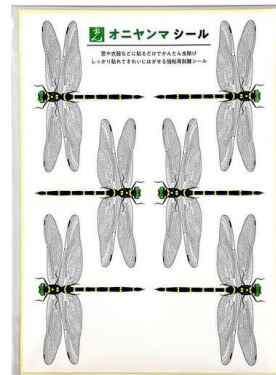 オニヤンマ シール
窓や衣服などに貼るだけでかんたん虫除け
しっかり貼れてきれいにはがせる強粘再剥離シール